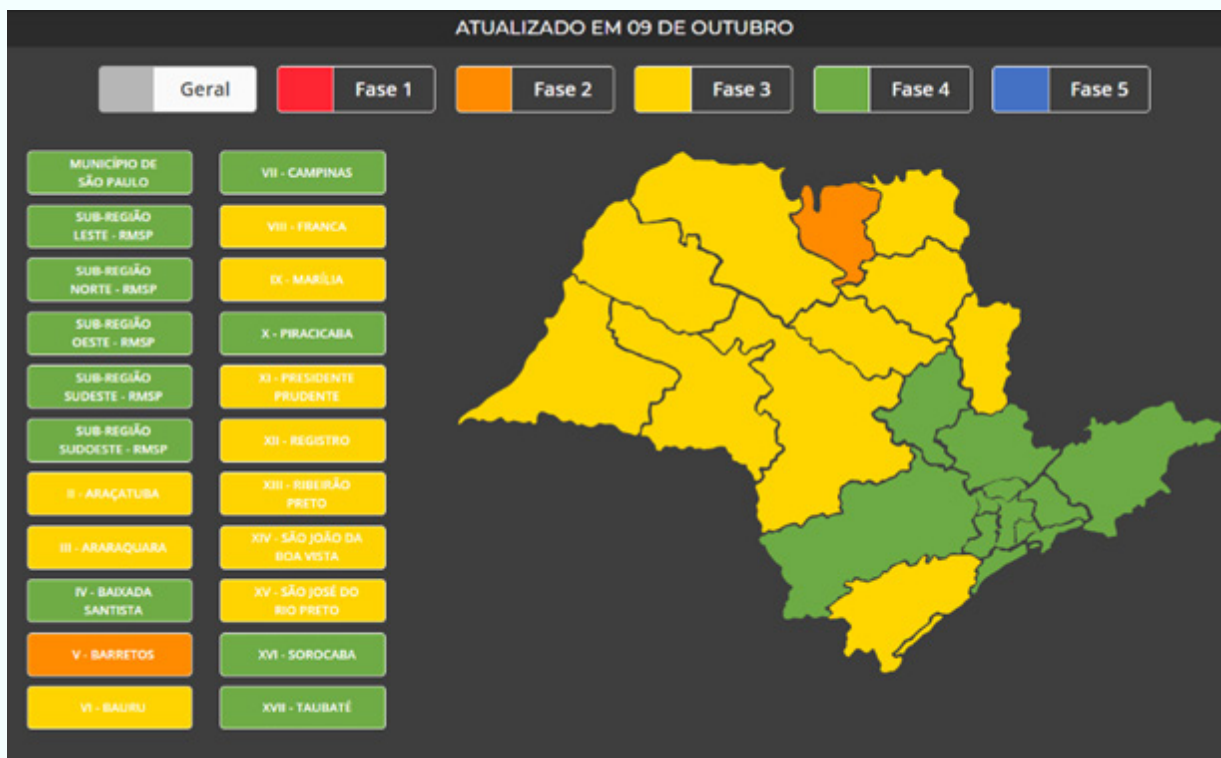 ATUALIZADO EM 09 DE OUTUBRO
Geral
Fase 1
Fase 2
Fase 3
Fase 4
Fase 5
MUNICÍPIO DE
SÃO PAULO
SUB-REGIÃO
LESTE - RMSP
SUB-REGIÃO
NORTE - RMSP
SUB-REGIÃO
OESTE - RMSP
SUB-REGIÃO
SUDESTE - RMSP
SUB-REGIÃO
SUDOESTE - RMSP
II - ARAÇATUBA
III - ARARAQUARA
IV - BAIXADA
SANTISTA
V - BARRETOS
VI - BAURU
VII - CAMPINAS
VIII - FRANCA
IX - MARÍLIA
X - PIRACICABA
XI - PRESIDENTE
PRUDENTE
XII - REGISTRO
XIII - RIBEIRÃO
PRETO
XIV - SÃO JOÃO DA
BOA VISTA
XV - SÃO JOSÉ DO
RIO PRETO
XVI - SOROCABA
XVII - TAUBATÉ